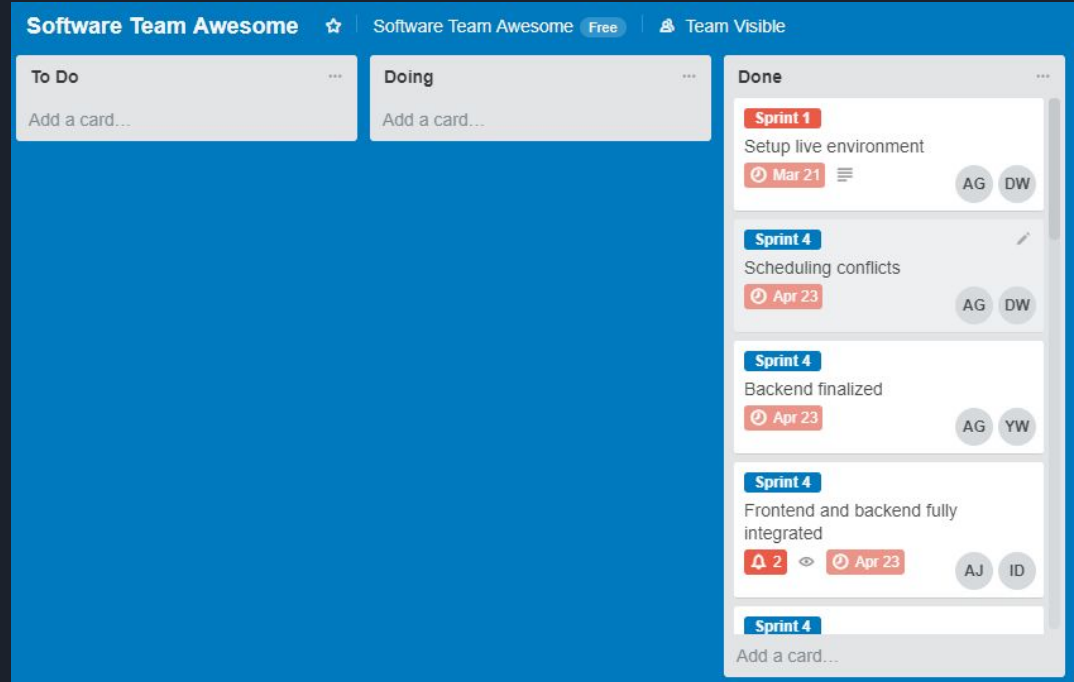 Software Team Awesome Software Team Awesome Free Team Visible
To Do
Add a card...
Doing
Add a card...
Done
Sprint 1
Setup live environment
Mar 21
AG DW
Sprint 4
Scheduling conflicts
Apr 23
AG DW
Sprint 4
Backend finalized
Apr 23
AG YW
Sprint 4
Frontend and backend fully
integrated
2 Apr 23
AJ ID
Sprint 4
Add a card...